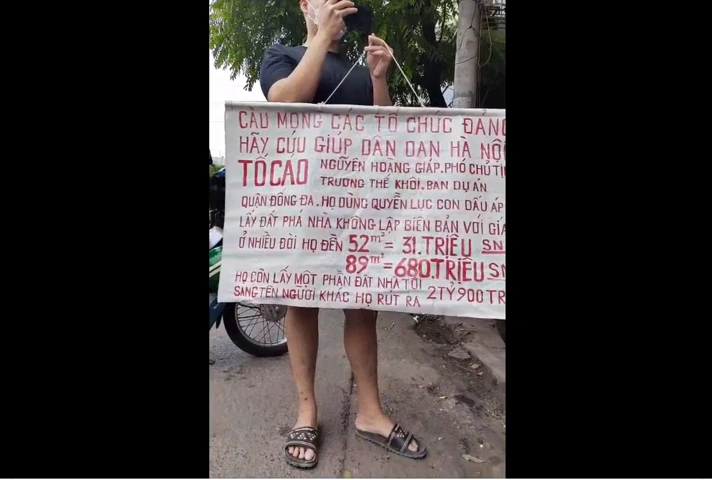 CẦU MONG CÁC TỔ CHỨC ĐẢNG
HÃY CỨU GIÚP DÂN OAN HÀ NỘI
TỐ CÁO NGUYỄN HOÀNG GIÁP. PHÓ CHỦ
TRƯƠNG THẾ KHÔI. BAN DỰ ÁN
QUẬN ĐỐNG ĐA. HỌ DÙNG QUYỀN LỰC CON DẤU ÁP
LẤY ĐẤT PHÁ NHÀ KHÔNG LẬP BIÊN BẢN VỚI GIA
Ở NHIỀU ĐỜI HỌ ĐỀN 52m² = 31.TRIỆU SN
89m² = 680.TRIỆU SN
HỌ CÒN LẤY MỘT PHẦN ĐẤT NHÀ TÔI
SANG TÊN NGƯỜI KHÁC HỌ RÚT RA 2TỶ900TR